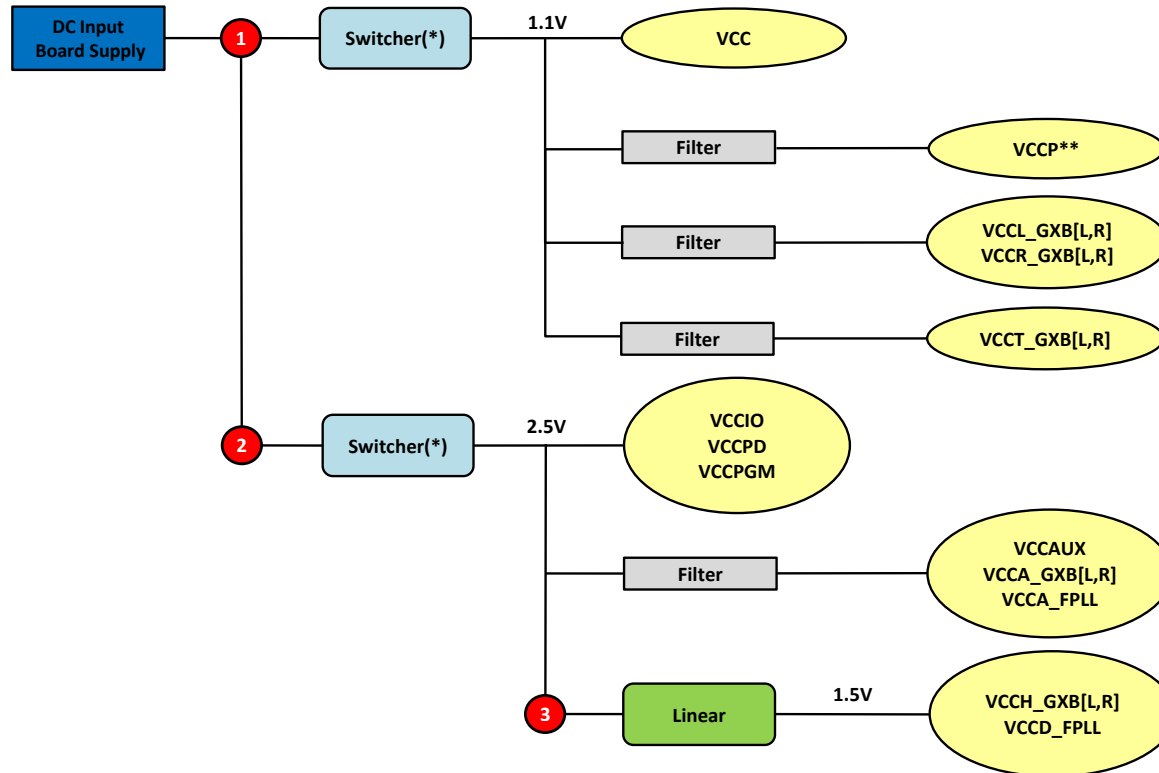 DC Input
Board Supply
1
Switcher(*)
1.1V
VCC
Filter
VCCP**
Filter
VCCL_GXB[L,R]
VCCR_GXB[L,R]
Filter
VCCT_GXB[L,R]
2
Switcher(*)
2.5V
VCCIO
VCCPD
VCCPGM
Filter
VCCAUX
VCCA_GXB[L,R]
VCCA_FPLL
3
Linear
1.5V
VCCH_GXB[L,R]
VCCD_FPLL